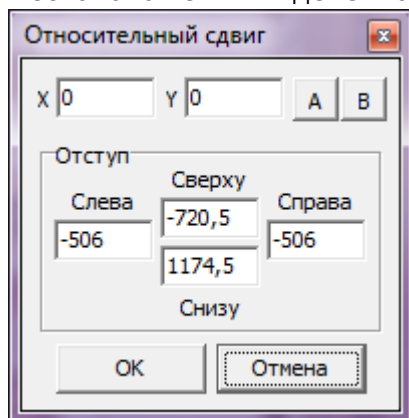 Относительный сдвиг
X 0 Y 0 A B
Отступ
Сверху
Слева -720,5 Справа
-506 -506
1174,5
Снизу
OK Отмена